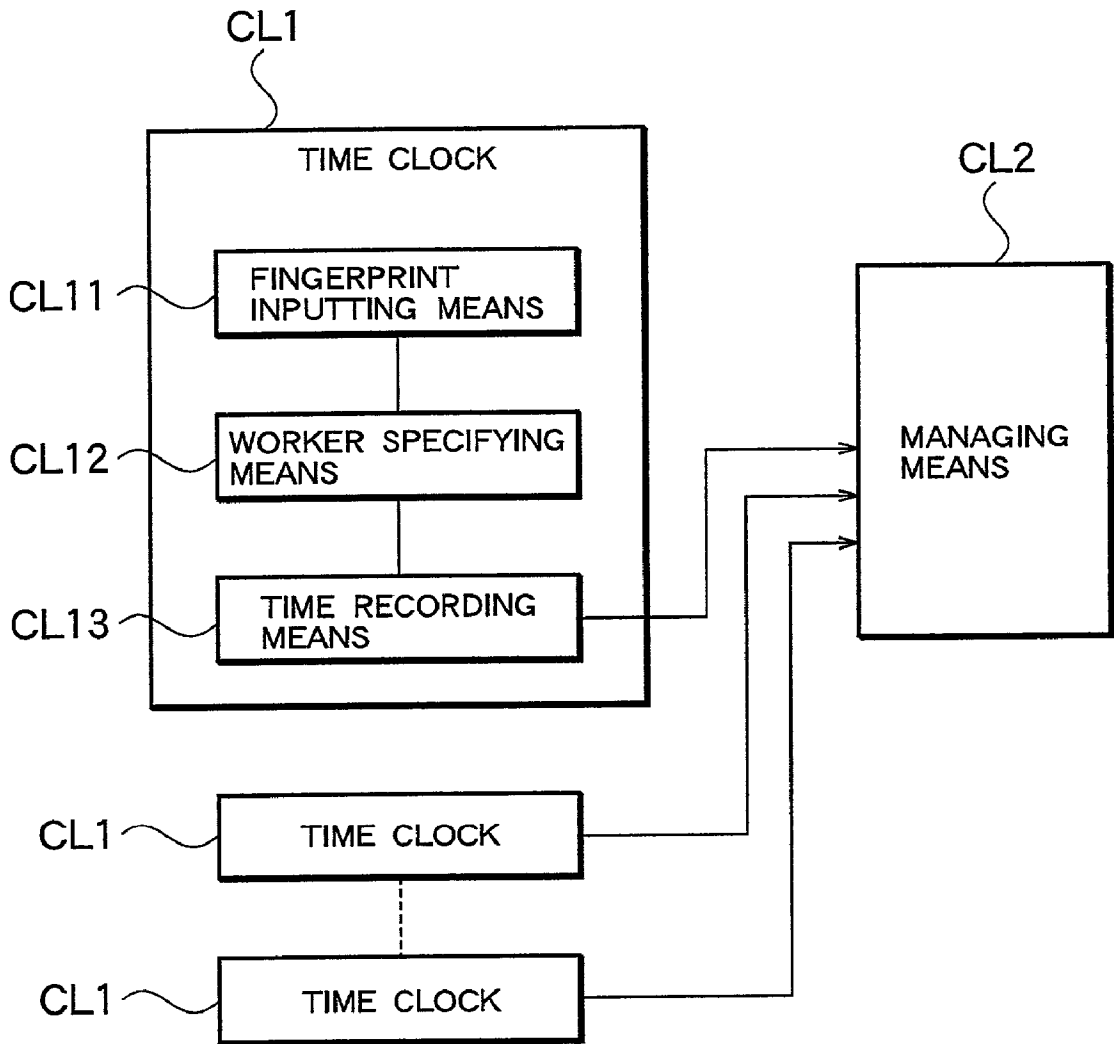 CL1
TIME CLOCK
CL2
CL11
FINGERPRINT
INPUTTING MEANS
CL12
WORKER SPECIFYING
MEANS
MANAGING
MEANS
CL13
TIME RECORDING
MEANS
CL1
TIME CLOCK
CL1
TIME CLOCK